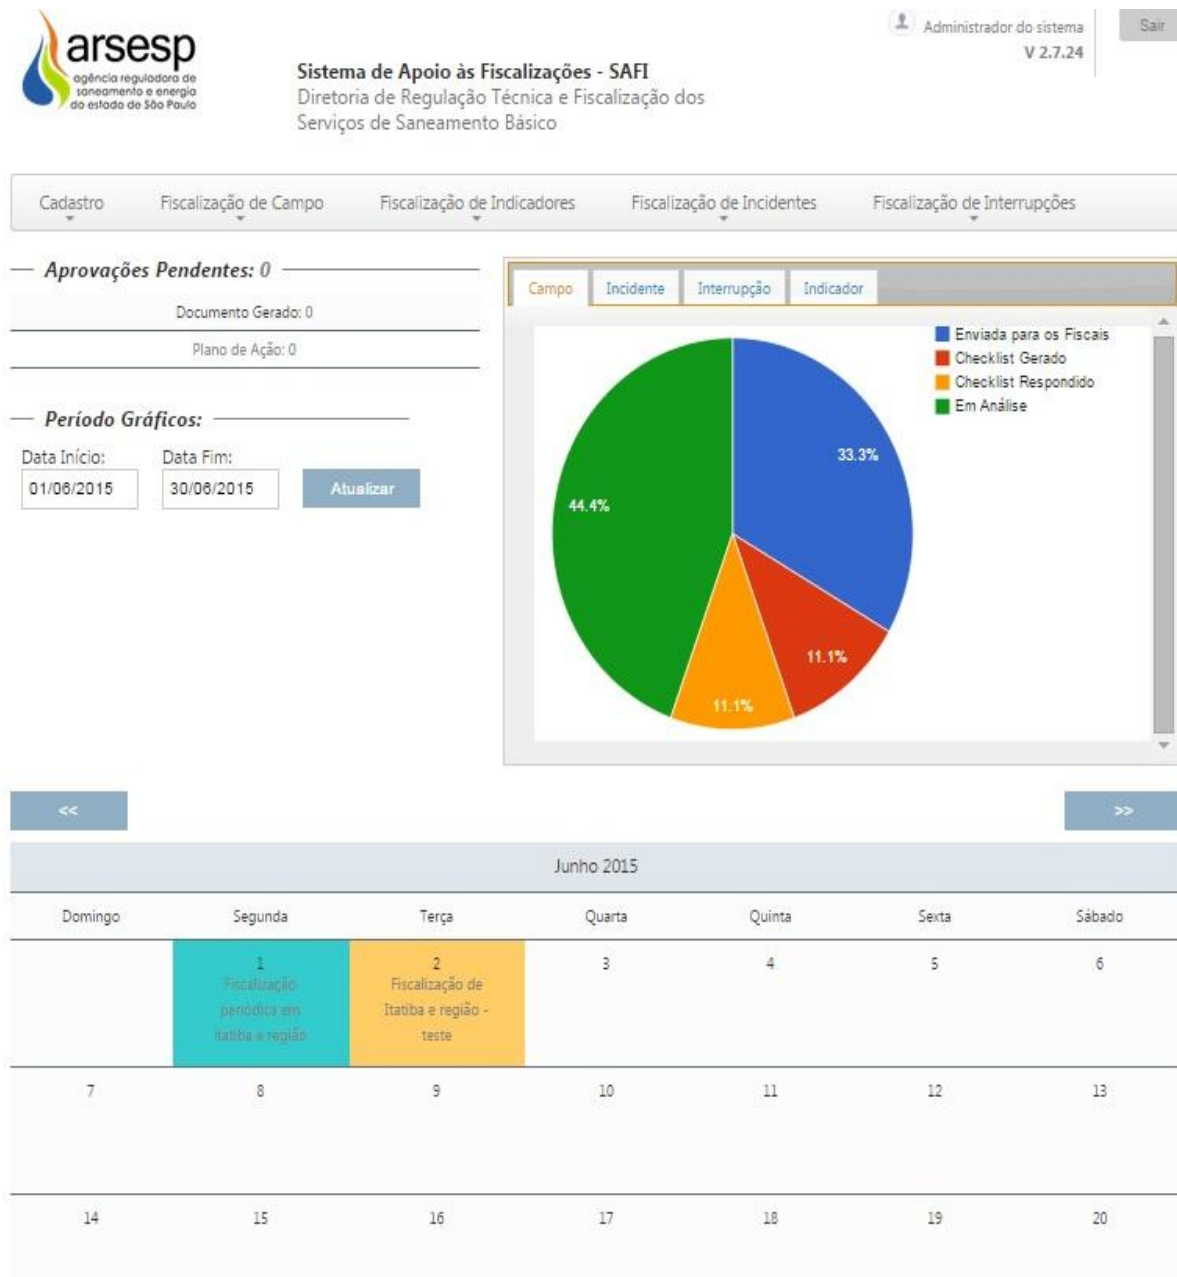 arsesp
agência reguladora de
saneamento e energia
do estado de São Paulo
Sistema de Apoio às Fiscalizações - SAFI
Diretoria de Regulação Técnica e Fiscalização dos
Serviços de Saneamento Básico
Administrador do sistema
V 2.7.24
Sair
Cadastro Fiscalização de Campo Fiscalização de Indicadores Fiscalização de Incidentes Fiscalização de Interrupções
Aprovações Pendentes: 0
Documento Gerado: 0
Plano de Ação: 0
Período Gráficos:
Data Início: Data Fim:
01/06/2015 30/06/2015 Atualizar
Campo Incidente Interrupção Indicador
Enviada para os Fiscais
Checklist Gerado
Checklist Respondido
Em Análise
33.3%
44.4%
11.1%
11.1%
<< >>
Junho 2015
Domingo Segunda Terça Quarta Quinta Sexta Sábado
1 2 3 4 5 6
Fiscalização
periódica em
itatiba e região
Fiscalização de
Itatiba e região -
teste
7 8 9 10 11 12 13
14 15 16 17 18 19 20